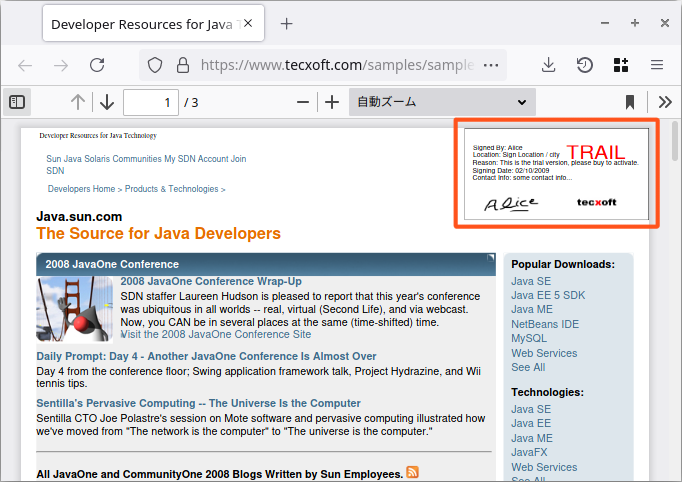 Developer Resources for Java T
https://www.tecxoft.com/samples/sample
1 / 3
自動ズーム
Developer Resources for Java Technology
Sun Java Solaris Communities My SDN Account Join
SDN
Developers Home > Products & Technologies >
Signed By: Alice
Location: Sign Location / city
Reason: This is the trial version, please buy to activate.
Signing Date: 02/10/2009
Contact Info: some contact info...
TRAIL
Alice
tecxoft
Java.sun.com
The Source for Java Developers
2008 JavaOne Conference
2008 JavaOne Conference Wrap-Up
SDN staffer Laureen Hudson is pleased to report that this year's conference
was ubiquitous in all worlds -- real, virtual (Second Life), and via webcast.
Now, you CAN be in several places at the same (time-shifted) time.
Visit the 2008 JavaOne Conference Site
Daily Prompt: Day 4 - Another JavaOne Conference Is Almost Over
Day 4 from the conference floor; Swing application framework talk, Project Hydrazine, and Wii
tennis tips.
Sentilla's Pervasive Computing -- The Universe Is the Computer
Sentilla CTO Joe Polastre's session on Mote software and pervasive computing illustrated how
we've moved from "The network is the computer" to "The universe is the computer."
All JavaOne and CommunityOne 2008 Blogs Written by Sun Employees.
Popular Downloads:
Java SE
Java EE 5 SDK
Java ME
NetBeans IDE
MySQL
Web Services
See All
Technologies:
Java SE
Java EE
Java ME
JavaFX
Web Services
See All